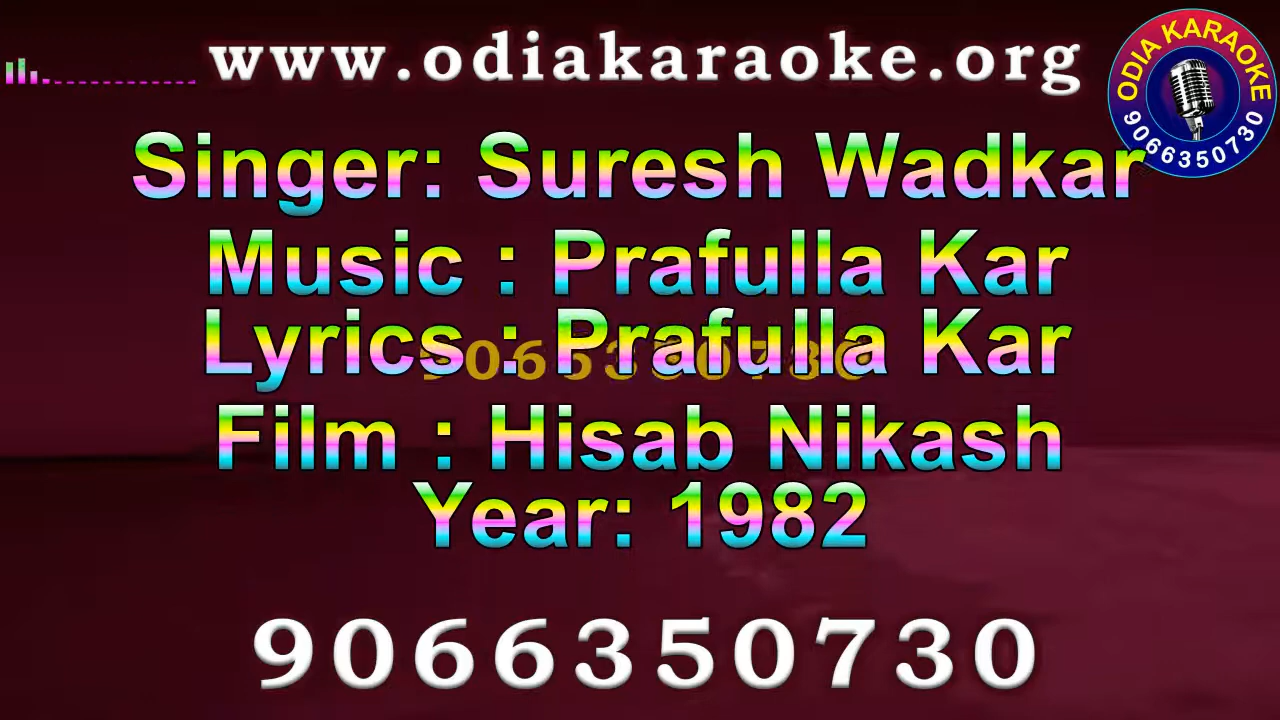 www.odiakaraoke.org
ODIA KARAOKE
9066350730
Singer: Suresh Wadkar
Music : Prafulla Kar
Lyrics : Prafulla Kar
9066350730
Film : Hisab Nikash
Year: 1982
9066350730